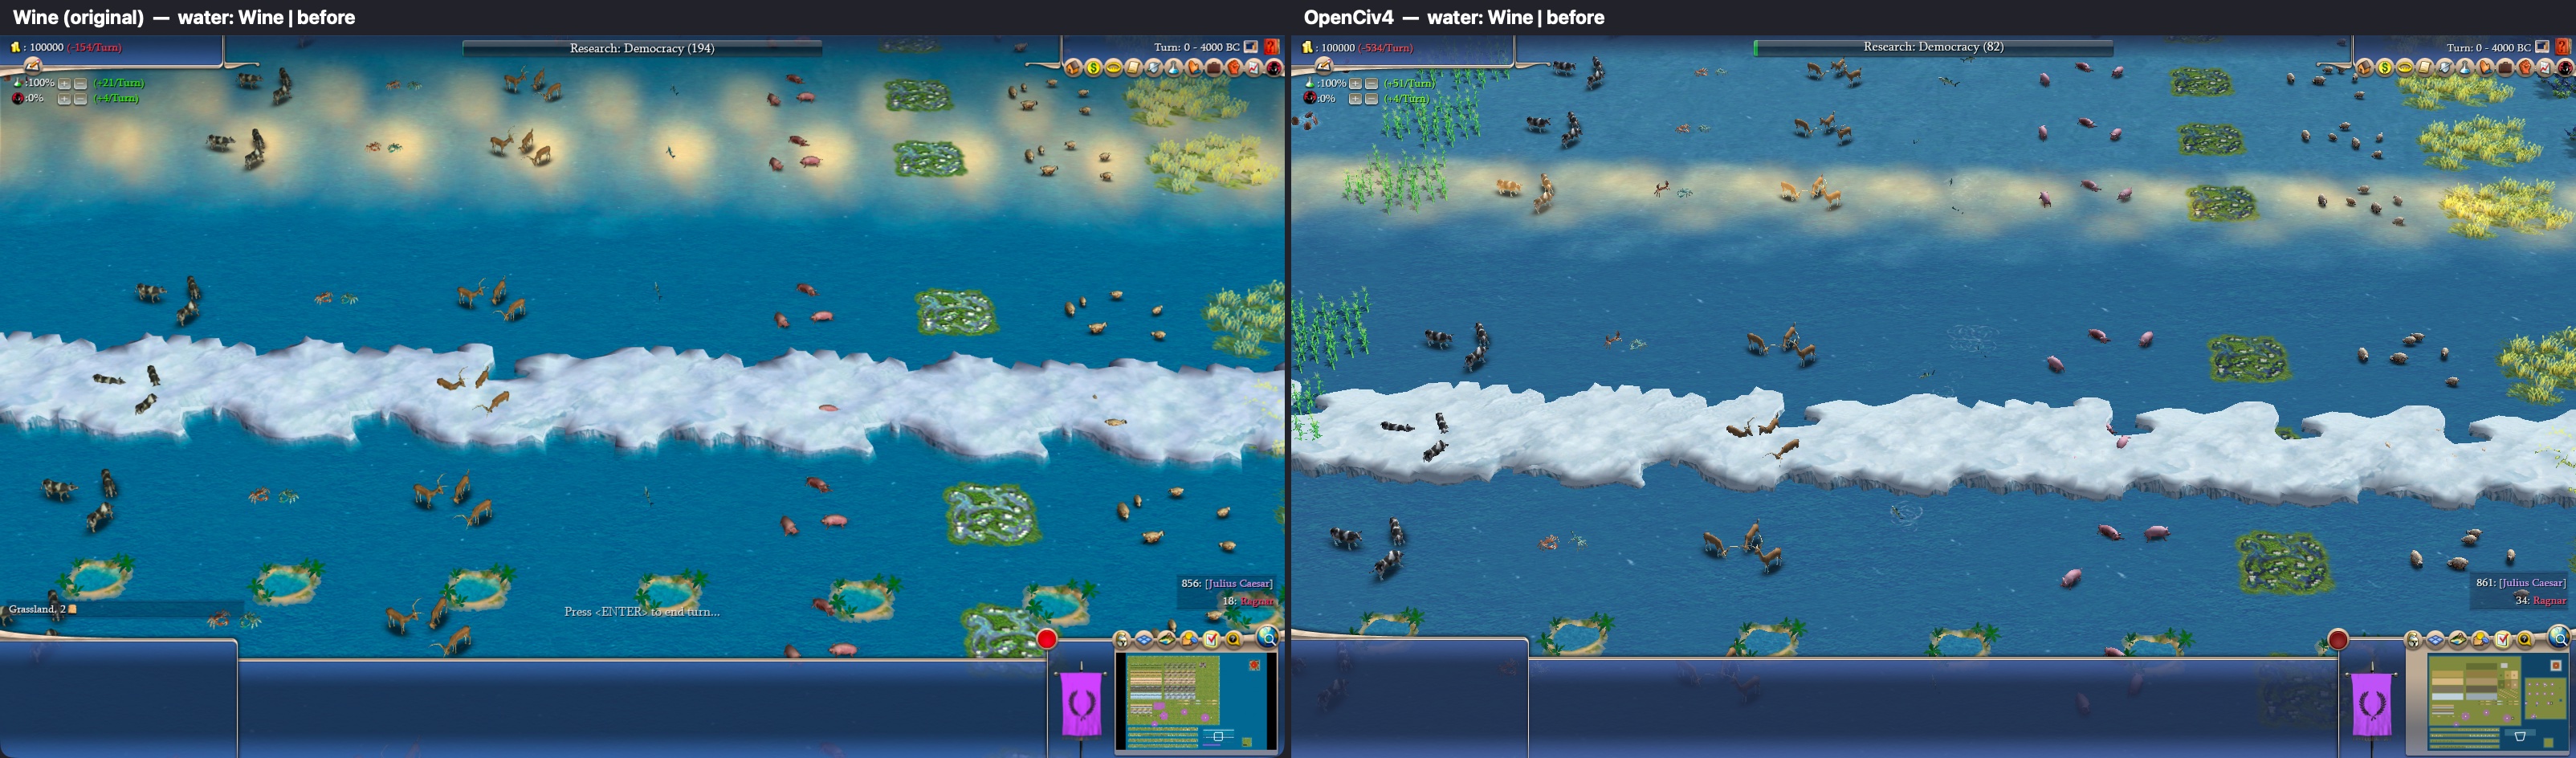 Wine (original) — water: Wine | before
: 100000 (-154/Turn)
Research: Democracy (194)
Turn: 0 - 4000 BC
:100% (+21/Turn)
:0% (+4/Turn)
856: [Julius Caesar]
18: Ragnar
Grassland, 2
Press <ENTER> to end turn...
OpenCiv4 — water: Wine | before
: 100000 (-534/Turn)
Research: Democracy (82)
Turn: 0 - 4000 BC
:100% (+51/Turn)
:0% (+4/Turn)
861: [Julius Caesar]
34: Ragnar